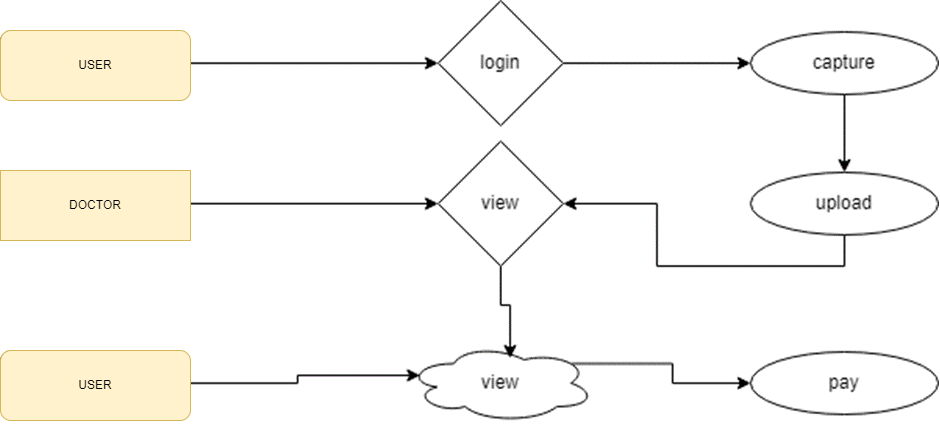 USER
login
capture
DOCTOR
view
upload
USER
view
pay